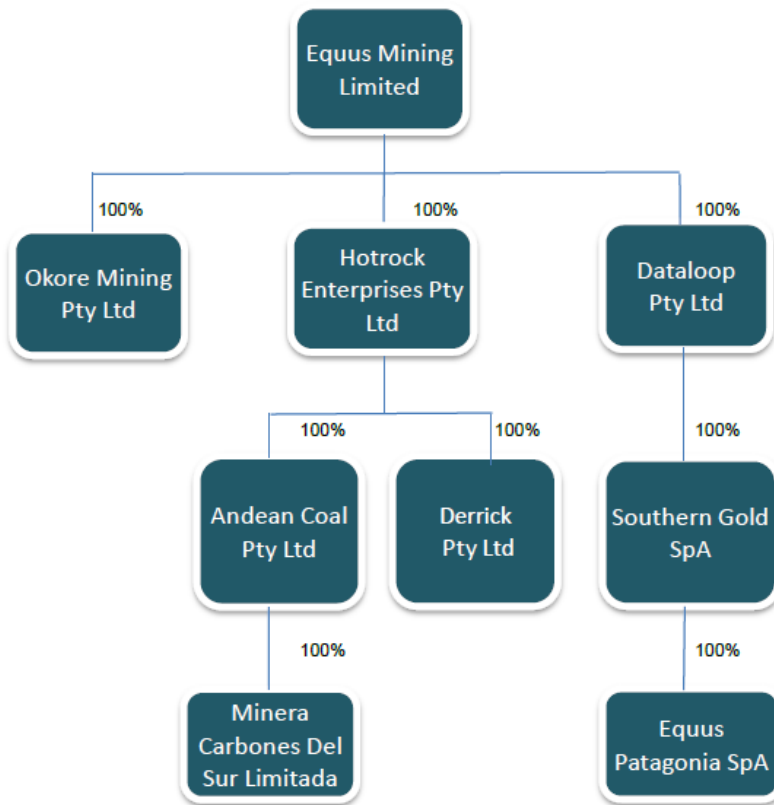 Equus Mining
Limited
100%
100%
100%
Okore Mining
Pty Ltd
Hotrock
Enterprises Pty
Ltd
Dataloop
Pty Ltd
100%
100%
100%
Andean Coal
Pty Ltd
Derrick
Pty Ltd
Southern Gold
SpA
100%
100%
Minera
Carbones Del
Sur Limitada
Equus
Patagonia SpA